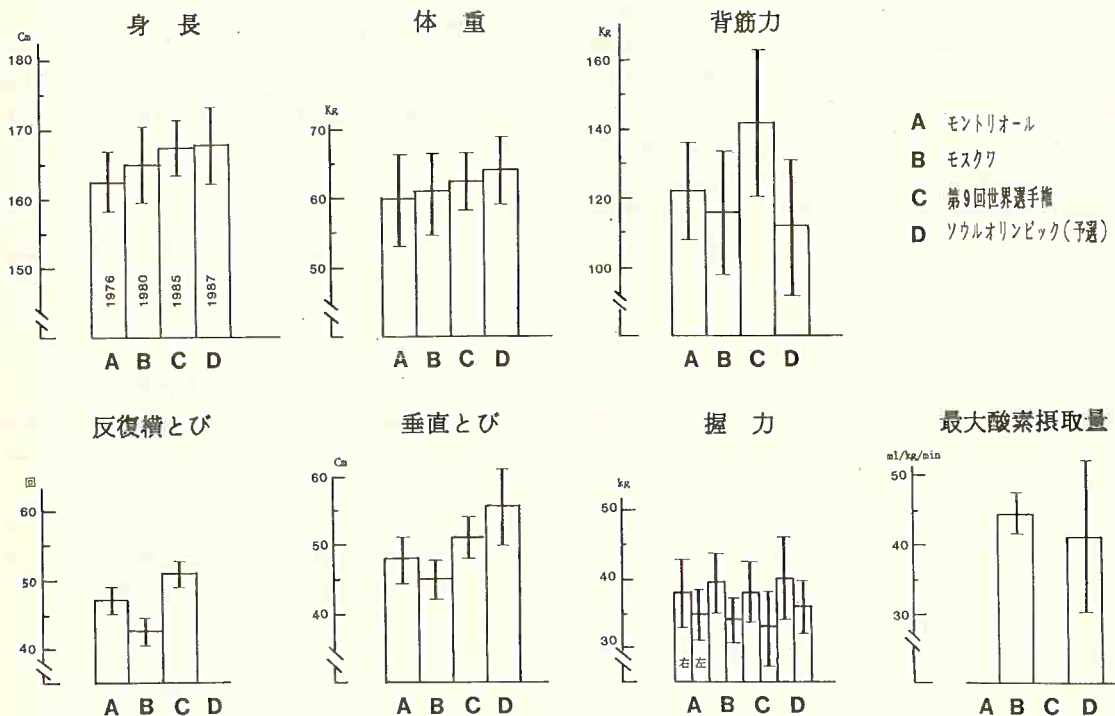 身 長
Cm
180
170
160
150
1976
1980
1985
1987
A B C D
体 重
Kg
70
60
50
A B C D
背筋力
Kg
160
140
120
100
A B C D
A モントリオール
B モスクワ
C 第9回世界選手権
D ソウルオリンピック(予選)
反復横とび
回
60
50
40
A B C D
垂直とび
Cm
60
50
40
A B C D
握 力
kg
50
40
30
右 左
A B C D
最大酸素摂取量
ml/kg/min
50
40
30
A B C D